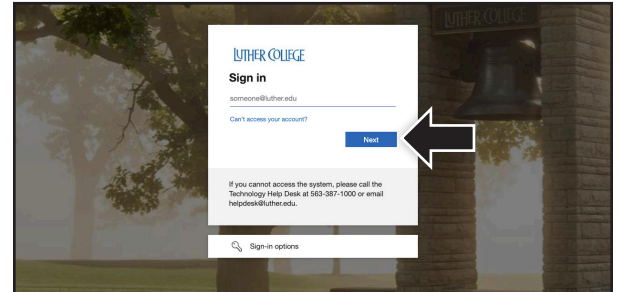 LUTHER COLLEGE
LUTHER COLLEGE
Sign in
someone@luther.edu
Can't access your account?
Next
If you cannot access the system, please call the
Technology Help Desk at 563-387-1000 or email
helpdesk@luther.edu.
Sign-in options